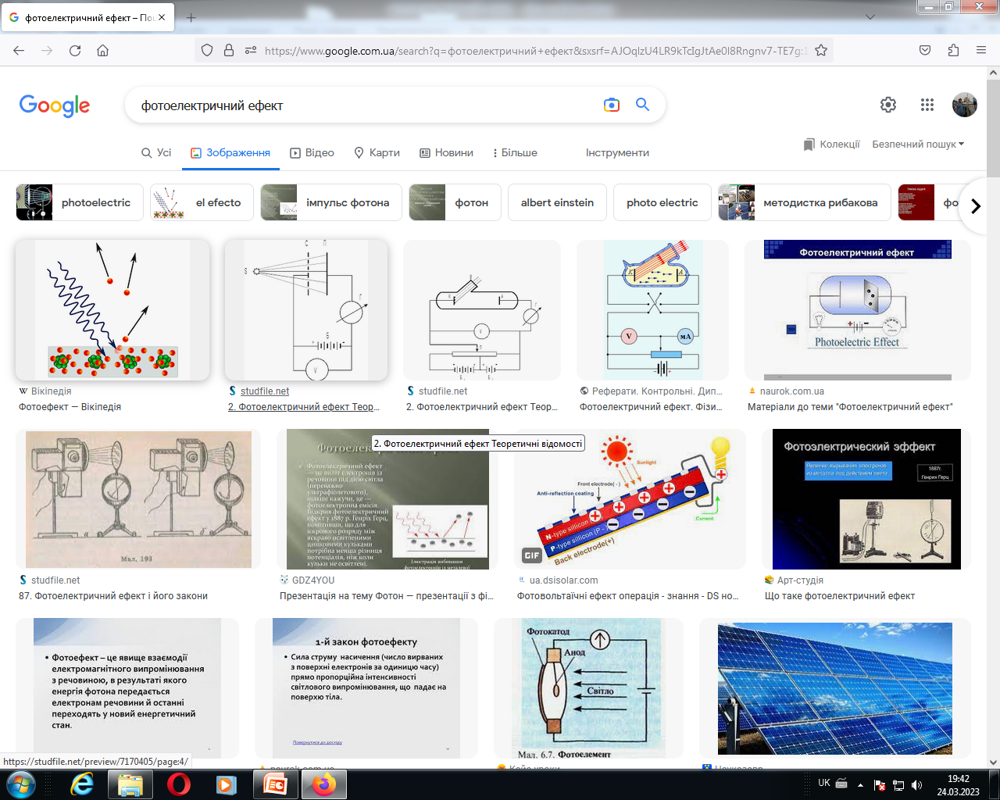 фотоелектричний ефект – Пош
https://www.google.com.ua/search?q=фотоелектричний+ефект&sxsrf=AJOqlzU4LR9kTcIgJtAe0l8Rngnv7-TE7g:1
Google
фотоелектричний ефект
Усі
Зображення
Відео
Карти
Новини
Більше
Інструменти
Колекції
Безпечний пошук
photoelectric
el efecto
імпульс фотона
фотон
albert einstein
photo electric
методистка рибакова
фо
Фотоелектричний ефект
Photoelectric Effect
W Вікіпедія
Фотоефект — Вікіпедія
studfile.net
2. Фотоелектричний ефект Теор...
studfile.net
2. Фотоелектричний ефект Теор...
Реферати. Контрольні. Дип...
Фотоелектричний ефект. Фізи...
naurok.com.ua
Матеріали до теми "Фотоелектричний ефект"
2. Фотоелектричний ефект Теоретичні відомості
а
б
Мал. 193
Фотоелек
Фотоелектричний ефект
— це виліт електронів із
речовини під дією світла
(переважно
ультрафіолетового),
інакше кажучи, це —
фотоелектронна емісія.
Відкрив фотоелектричний
ефект у 1887 р. Генріх Герц,
помітивши, що для
іскрового розряду між
яскраво освітленими
цинковими кульками
потрібна менша різниця
потенціалів, ніж коли
кульки не освітлені.
Ілюстрація вибивання
фотоелектронів із металевої
Sunlight
Front electrode( - )
Anti-reflection coating
N-type sillicon
P-type sillicon (P -
Back electrode(+)
Current
GIF
Фотоэлектрический эффект
Явление вырывания электронов
из металла под действием света
1887г.
Генрих Герц
studfile.net
87. Фотоелектричний ефект і його закони
GDZ4YOU
Презентація на тему Фотон — презентації з фі...
ua.dsisolar.com
Фотовольтаїчні ефект операція - знання - DS но...
Арт-студія
Що таке фотоелектричний ефект
• Фотоефект – це явище взаємодії
електромагнітного випромінювання
з речовиною, в результаті якого
енергія фотона передається
електронам речовини й останні
переходять у новий енергетичний
стан.
1-й закон фотоефекту
• Сила струму насичення (число вирваних
з поверхні електронів за одиницю часу)
прямо пропорційна інтенсивності
світлового випромінювання, що падає на
поверхю тіла.
Повернутися до досліду
Фотокатод
Анод
Світло
Мал. 6.7. Фотоелемент
https://studfile.net/preview/7170405/page:4/
naurok.com.ua
UK
19:42
24.03.2023